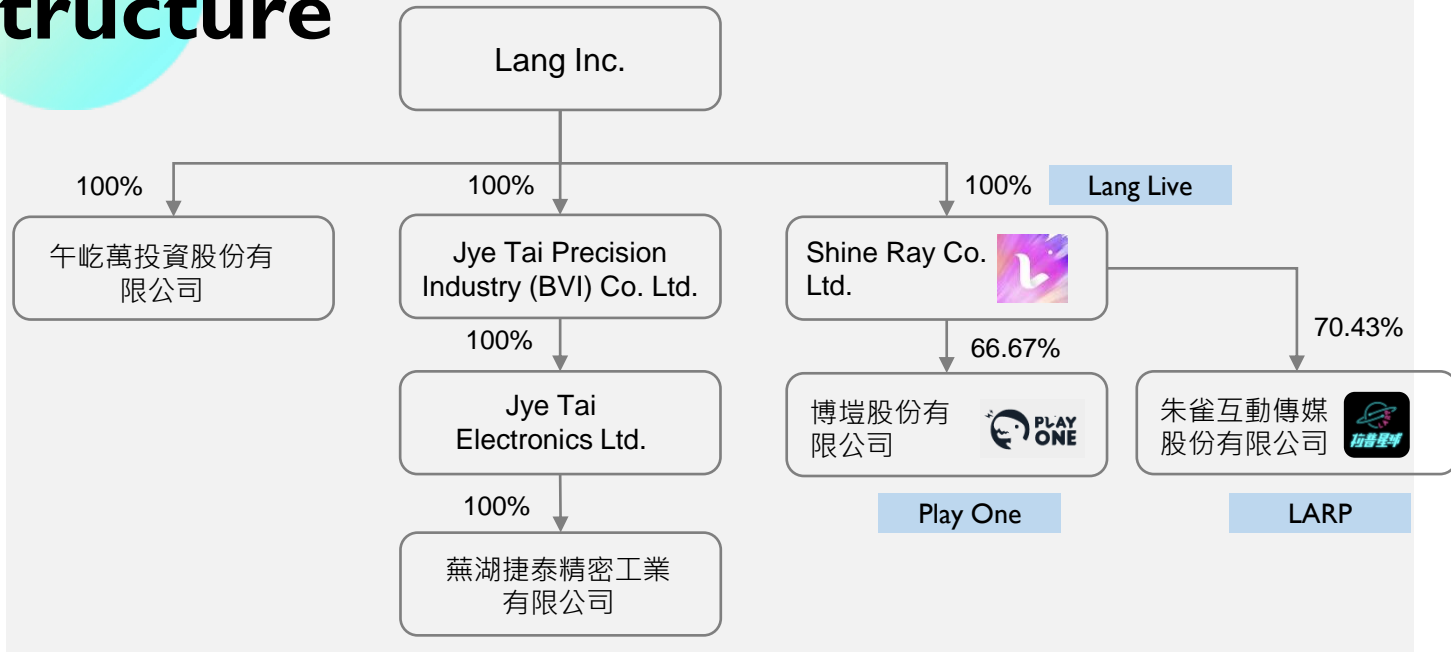 tructure
Lang Inc.
100%
100%
100%
Lang Live
午屹萬投資股份有
限公司
Jye Tai Precision
Industry (BVI) Co. Ltd.
Shine Ray Co.
Ltd.
100%
66.67%
70.43%
Jye Tai
Electronics Ltd.
博塏股份有
限公司
PLAY
ONE
朱雀互動傳媒
股份有限公司
拉普星球
100%
Play One
LARP
蕪湖捷泰精密工業
有限公司